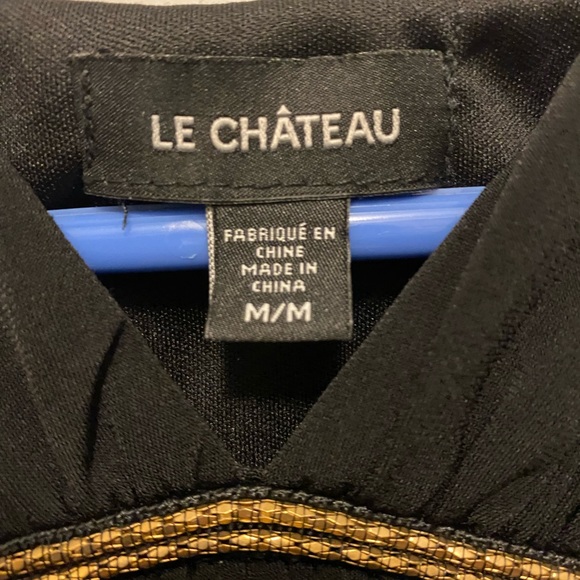 LE CHÂTEAU
FABRIQUÉ EN
CHINE
MADE IN
CHINA
M/M